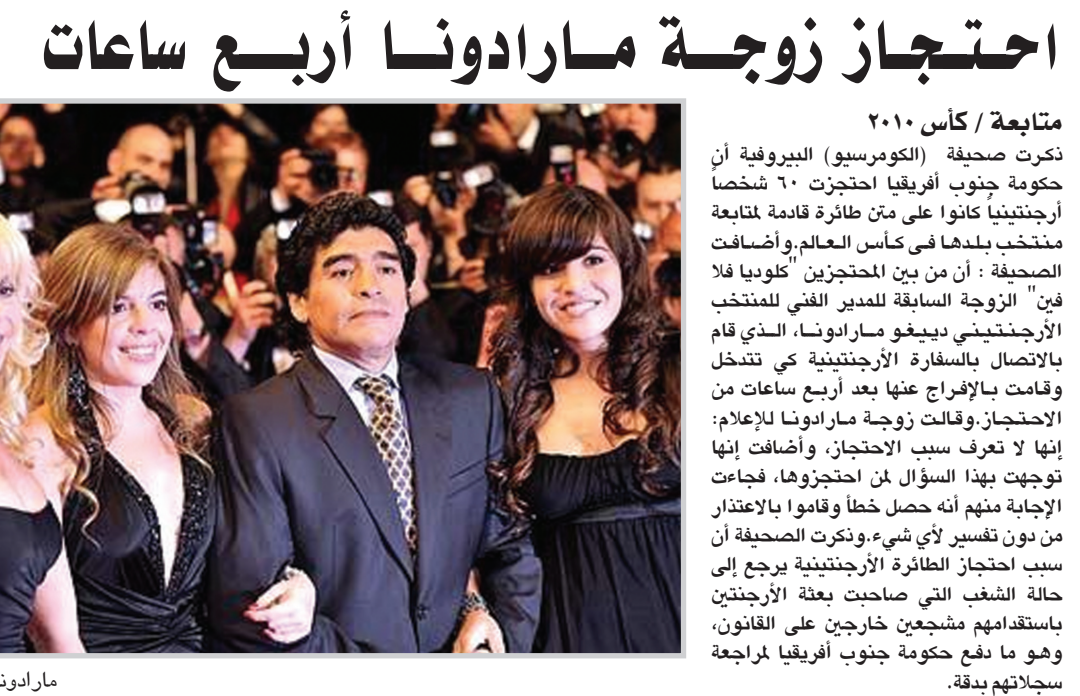 احتجاز زوجة مارادونا أربع ساعات
متابعة / كأس ٢٠١٠
ذكرت صحيفة (الكومرسيو) البيروفية أن
حكومة جنوب أفريقيا احتجزت ٦٠ شخصاً
أرجنتينياً كانوا على متن طائرة قادمة لمتابعة
منتخب بلدها في كأس العالم.وأضافت
الصحيفة : أن من بين المحتجزين "كلوديا فلا
فين" الزوجة السابقة للمدير الفني للمنتخب
الأرجنتيني دييغو مارادونا، الذي قام
بالاتصال بالسفارة الأرجنتينية كي تتدخل
وقامت بالإفراج عنها بعد أربع ساعات من
الاحتجاز.وقالت زوجة مارادونا للإعلام:
إنها لا تعرف سبب الاحتجاز، وأضافت إنها
توجهت بهذا السؤال لمن احتجزوها، فجاءت
الإجابة منهم أنه حصل خطأ وقاموا بالاعتذار
من دون تفسير لأي شيء.وذكرت الصحيفة أن
سبب احتجاز الطائرة الأرجنتينية يرجع إلى
حالة الشغب التي صاحبت بعثة الأرجنتين
باستقدامهم مشجعين خارجين على القانون،
وهو ما دفع حكومة جنوب أفريقيا لمراجعة
سجلاتهم بدقة.
مارادونا